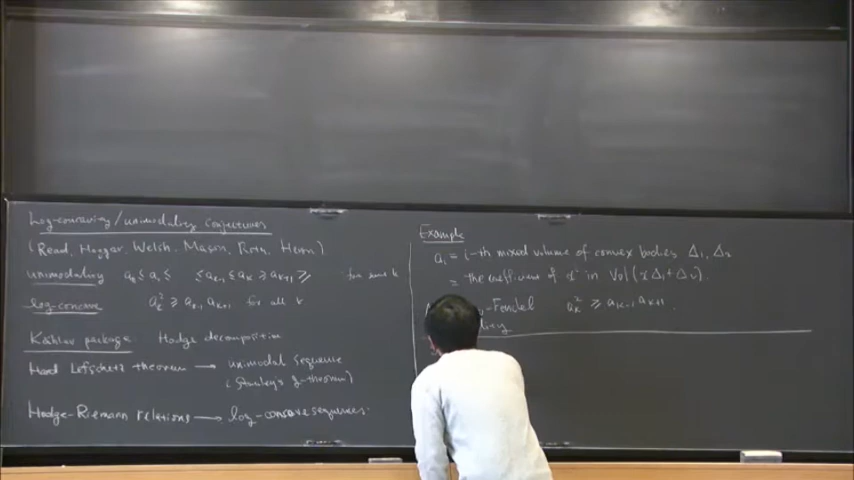 Log-concavity/unimodality conjectures
(Read, Hoggar, Welch, Mason, Rota, Heron)
unimodality a₀ ≤ a₁ ≤ ≤ aₖ₋₁ ≤ aₖ ≥ aₖ₊₁ ≥ for some k
log-concave aₖ² ≥ aₖ₋₁ aₖ₊₁ for all k
Kähler package Hodge decomposition
Hard Lefschetz theorem → unimodal sequence
(Stanley's g-theorem)
Hodge-Riemann relations → log-concave sequences.
Example
aᵢ = i-th mixed volume of convex bodies Δ₁, Δ₂
= the coefficient of in Vol(xΔ₁+Δ₂).
-Fenchel aₖ² ≥ aₖ₋₁ aₖ₊₁.